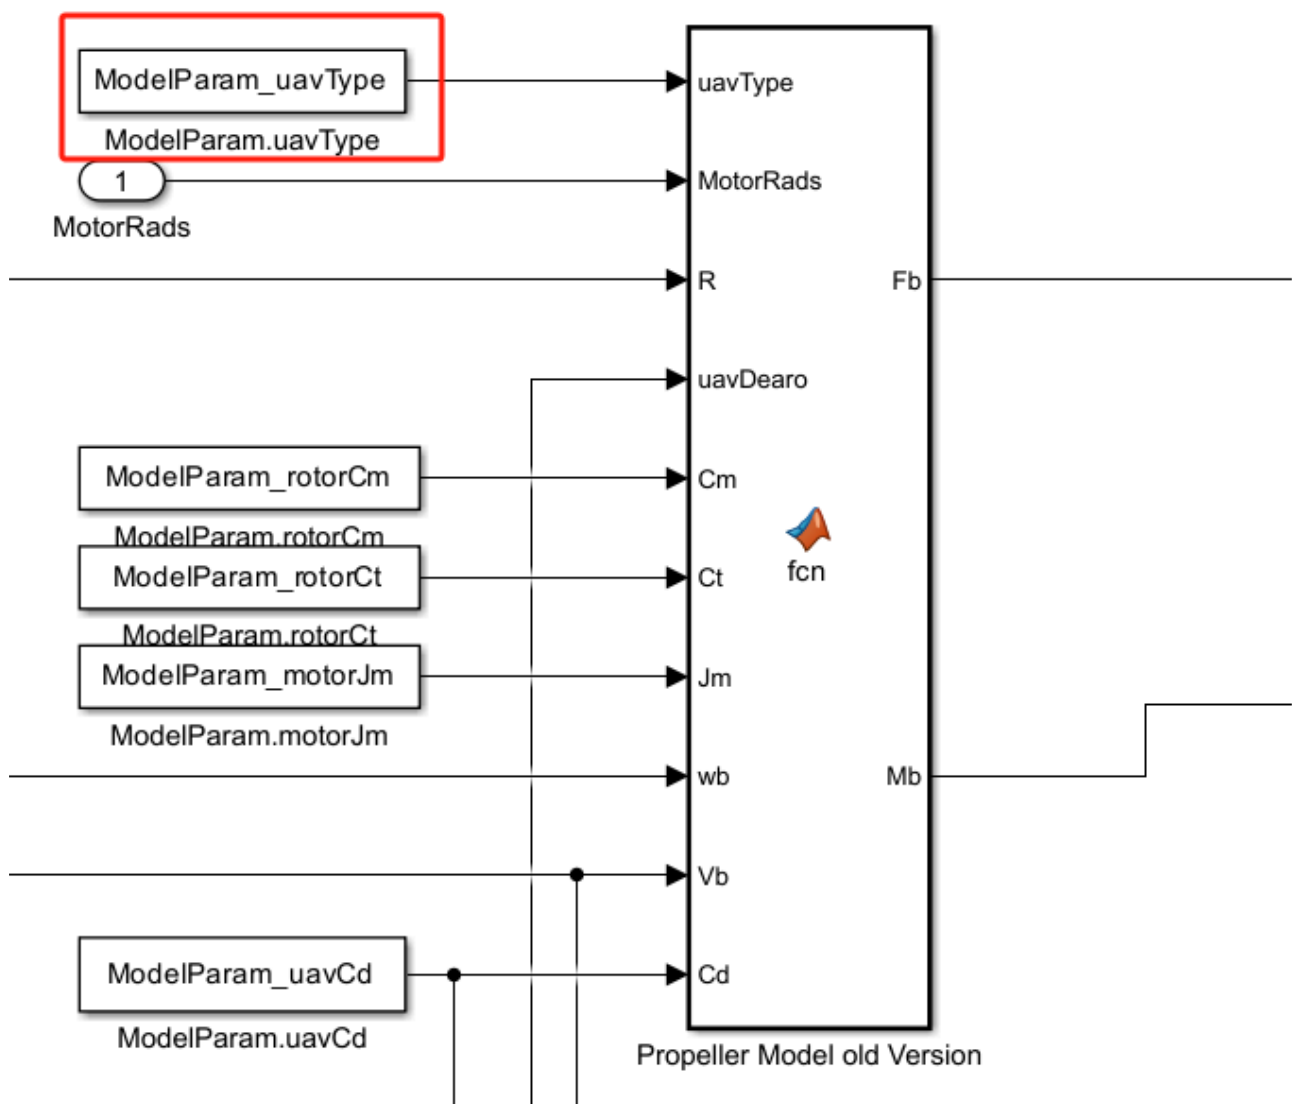 ModelParam_uavType
ModelParam.uavType
uavType
1
MotorRads
MotorRads
R
Fb
uavDearo
ModelParam_rotorCm
ModelParam.rotorCm
Cm
ModelParam_rotorCt
ModelParam.rotorCt
Ct
fcn
ModelParam_motorJm
ModelParam.motorJm
Jm
wb
Mb
Vb
ModelParam_uavCd
ModelParam.uavCd
Cd
Propeller Model old Version